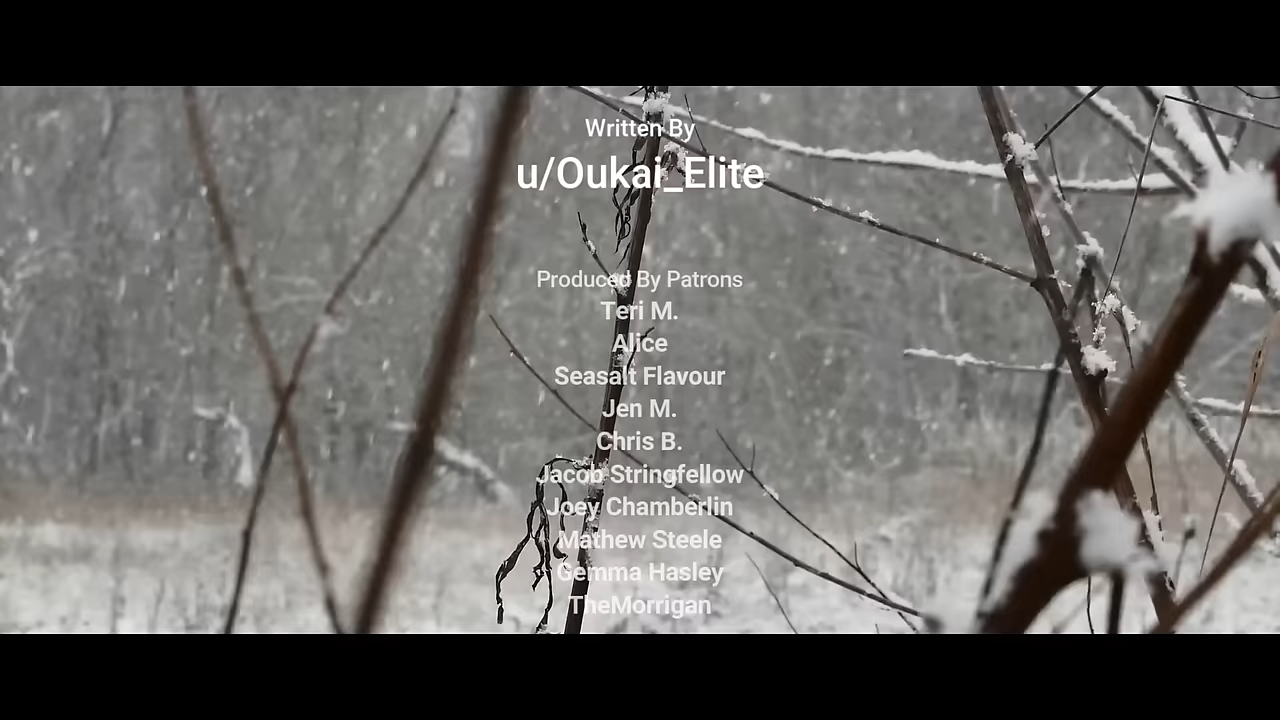 Written By
u/Oukai_Elite
Produced By Patrons
Teri M.
Alice
Seasalt Flavour
Jen M.
Chris B.
Jacob Stringfellow
Joey Chamberlin
Mathew Steele
Gemma Hasley
TheMorrigan